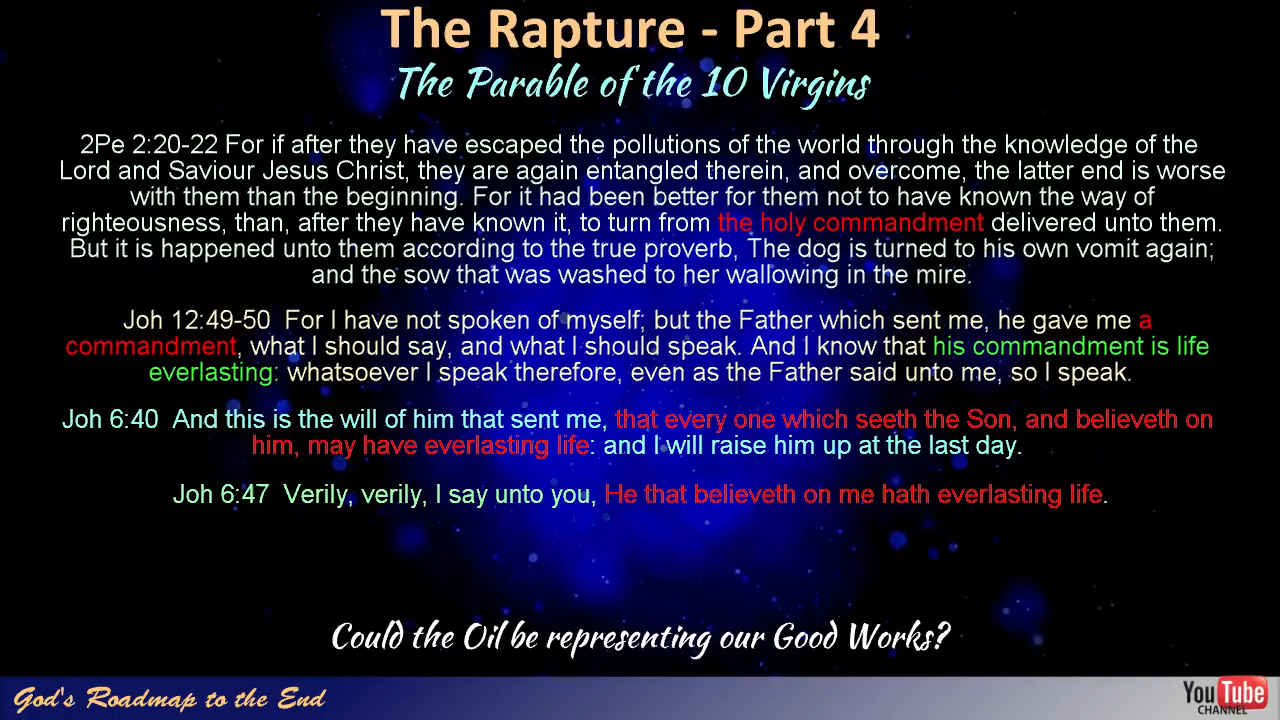 The Rapture - Part 4
The Parable of the 10 Virgins
2Pe 2:20-22 For if after they have escaped the pollutions of the world through the knowledge of the
Lord and Saviour Jesus Christ, they are again entangled therein, and overcome, the latter end is worse
with them than the beginning. For it had been better for them not to have known the way of
righteousness, than, after they have known it, to turn from the holy commandment delivered unto them.
But it is happened unto them according to the true proverb, The dog is turned to his own vomit again;
and the sow that was washed to her wallowing in the mire.
Joh 12:49-50 For I have not spoken of myself; but the Father which sent me, he gave me a
commandment, what I should say, and what I should speak. And I know that his commandment is life
everlasting: whatsoever I speak therefore, even as the Father said unto me, so I speak.
Joh 6:40 And this is the will of him that sent me, that every one which seeth the Son, and believeth on
him, may have everlasting life: and I will raise him up at the last day.
Joh 6:47 Verily, verily, I say unto you, He that believeth on me hath everlasting life.
Could the Oil be representing our Good Works?
God's Roadmap to the End
YouTube
CHANNEL